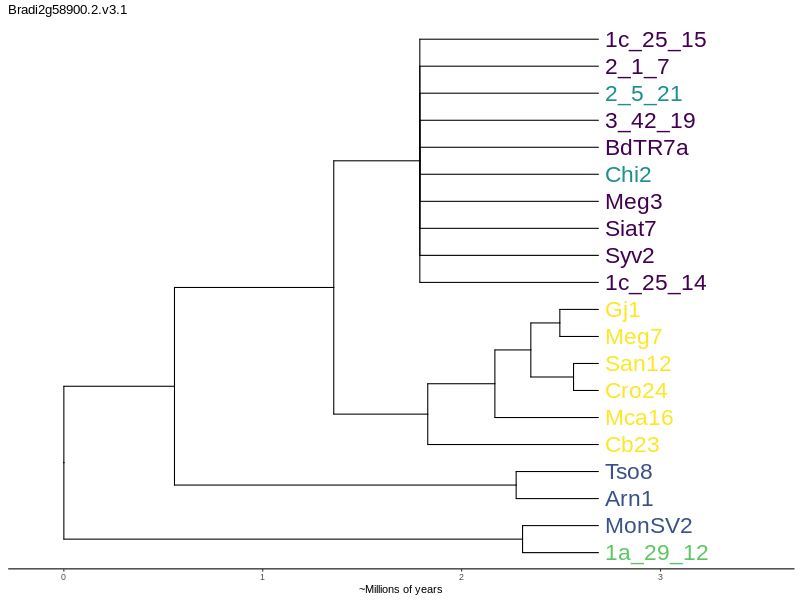 Bradi2g58900.2.v3.1
1c_25_15
2_1_7
2_5_21
3_42_19
BdTR7a
Chi2
Meg3
Siat7
Syv2
1c_25_14
Gj1
Meg7
San12
Cro24
Mca16
Cb23
Tso8
Arn1
MonSV2
1a_29_12
0 1 2 3
~Millions of years